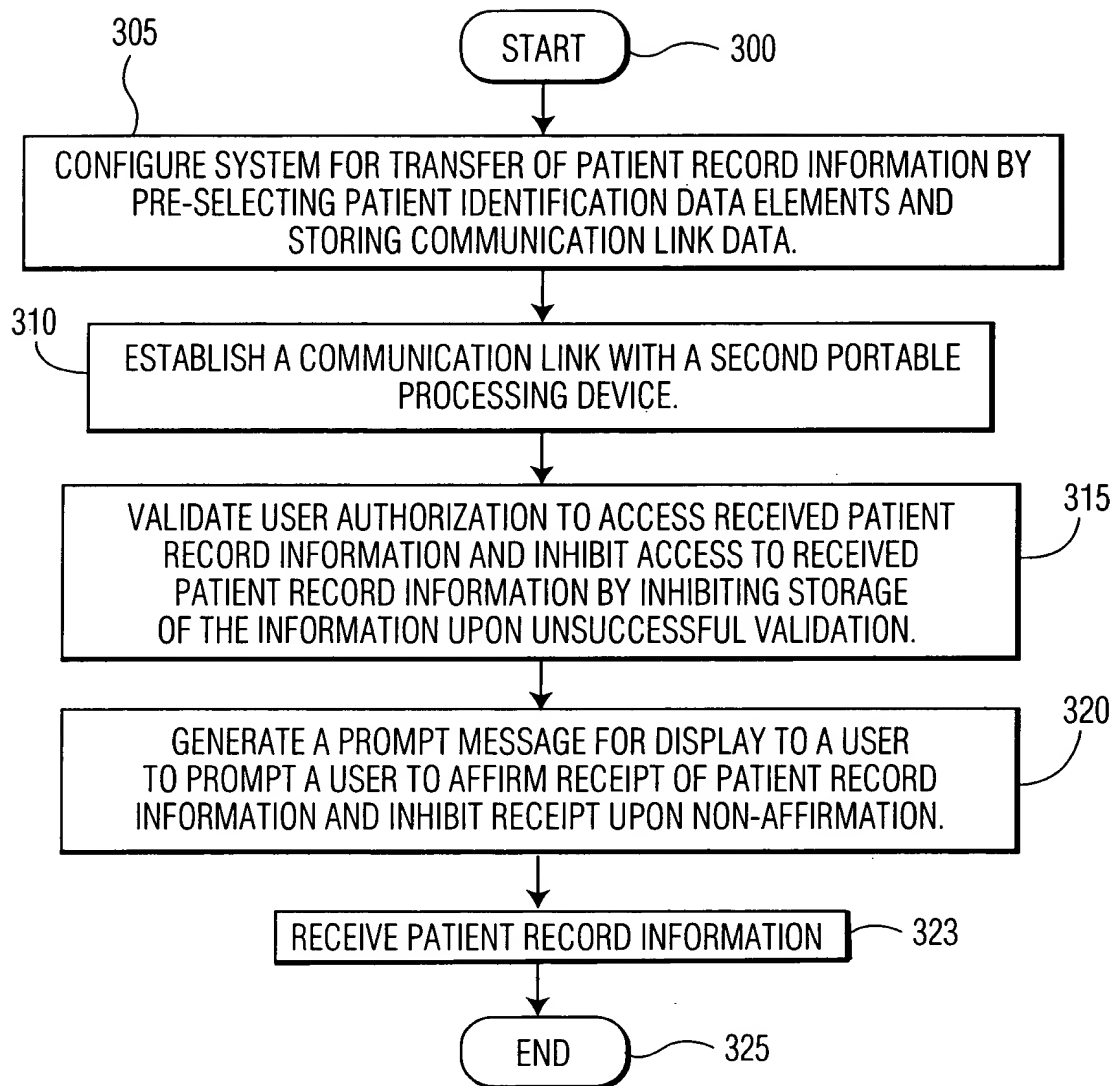 305
START
300
CONFIGURE SYSTEM FOR TRANSFER OF PATIENT RECORD INFORMATION BY
PRE-SELECTING PATIENT IDENTIFICATION DATA ELEMENTS AND
STORING COMMUNICATION LINK DATA.
310
ESTABLISH A COMMUNICATION LINK WITH A SECOND PORTABLE
PROCESSING DEVICE.
VALIDATE USER AUTHORIZATION TO ACCESS RECEIVED PATIENT
RECORD INFORMATION AND INHIBIT ACCESS TO RECEIVED
PATIENT RECORD INFORMATION BY INHIBITING STORAGE
OF THE INFORMATION UPON UNSUCCESSFUL VALIDATION.
315
GENERATE A PROMPT MESSAGE FOR DISPLAY TO A USER
TO PROMPT A USER TO AFFIRM RECEIPT OF PATIENT RECORD
INFORMATION AND INHIBIT RECEIPT UPON NON-AFFIRMATION.
320
RECEIVE PATIENT RECORD INFORMATION
323
END
325